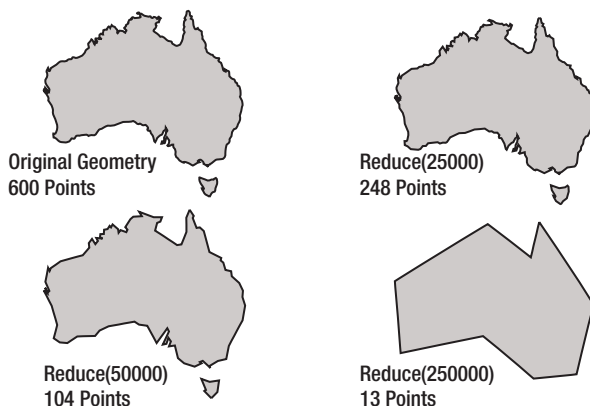 Original Geometry
600 Points
Reduce(25000)
248 Points
Reduce(50000)
104 Points
Reduce(250000)
13 Points